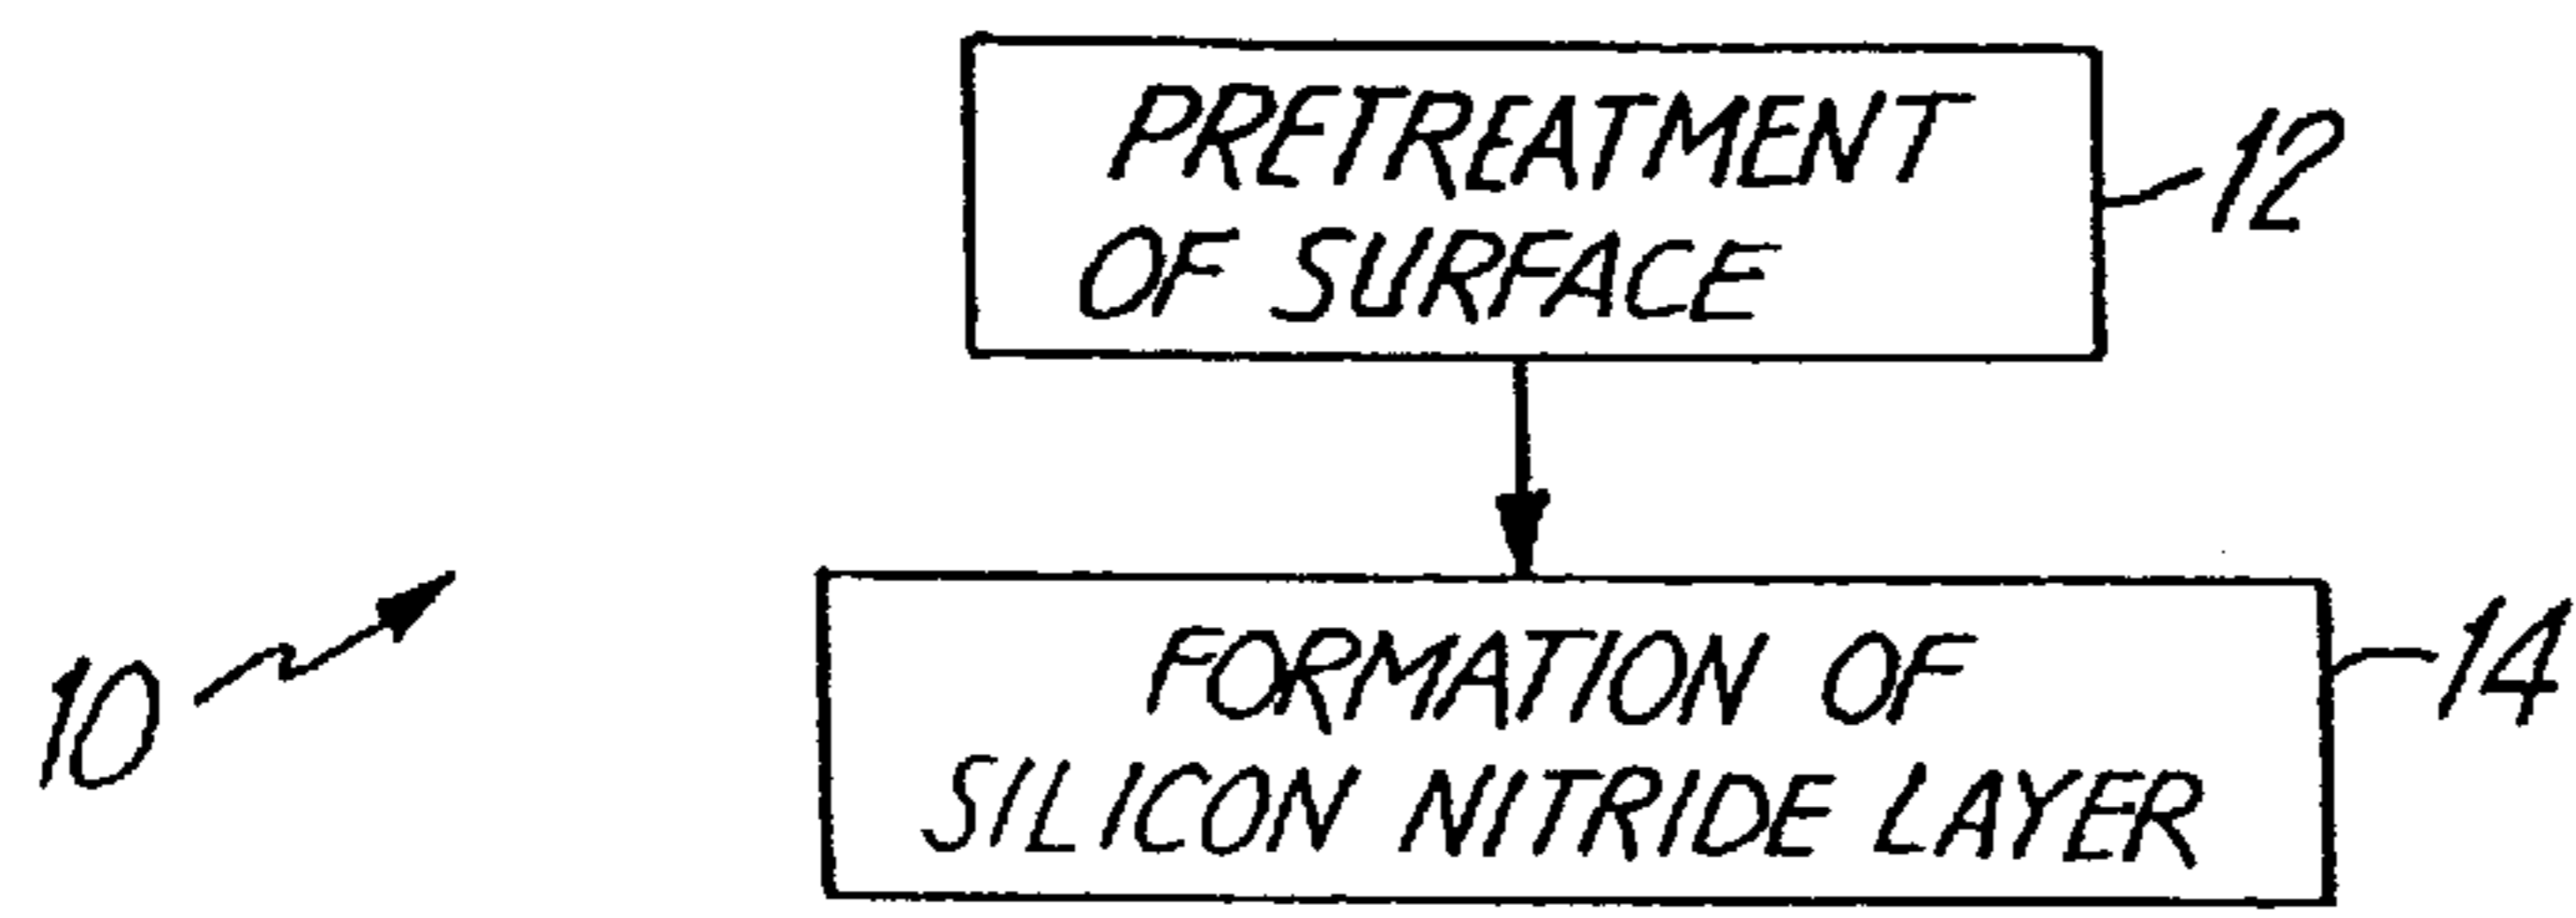 PRETREATMENT
OF SURFACE
12
10
FORMATION OF
SILICON NITRIDE LAYER
14